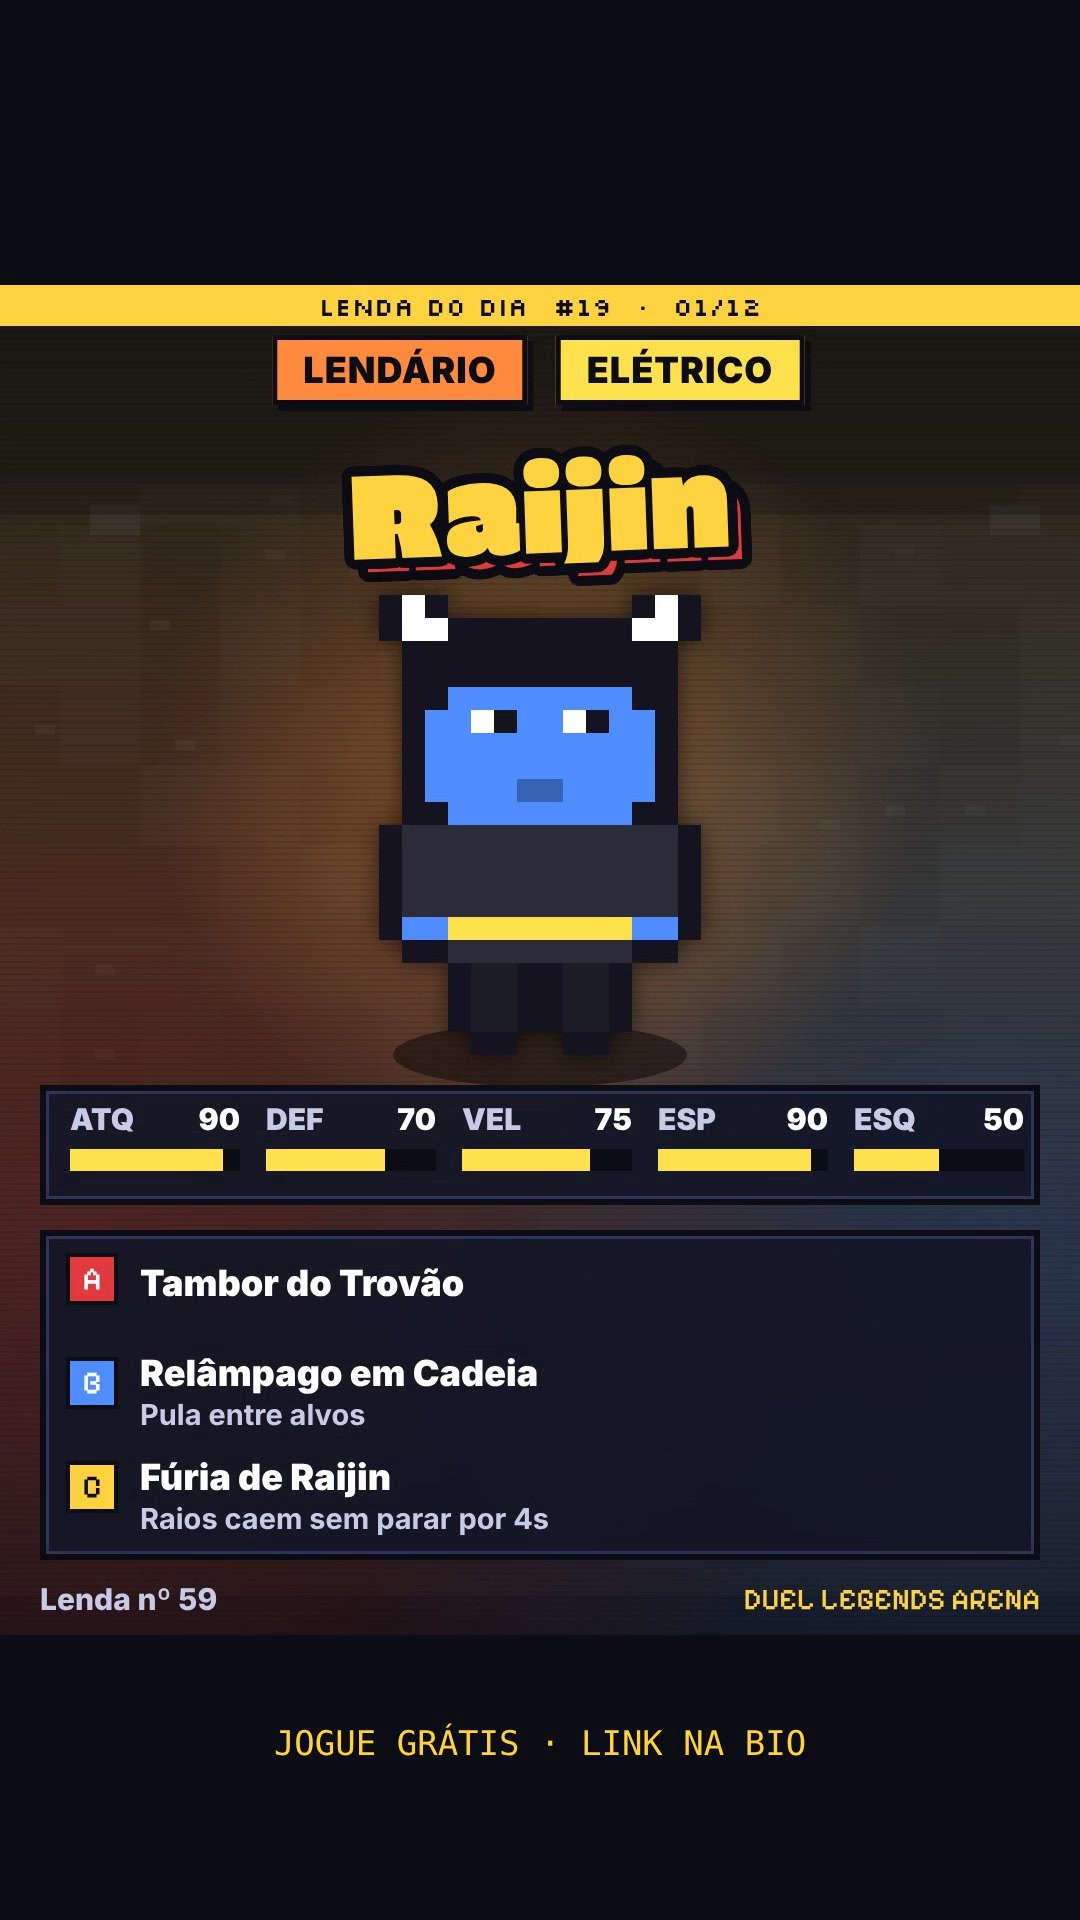 LENDA DO DIA #19 · 01/12
LENDÁRIO ELÉTRICO
Raijin
ATQ 90 DEF 70 VEL 75 ESP 90 ESQ 50
A Tambor do Trovão
B Relâmpago em Cadeia
Pula entre alvos
C Fúria de Raijin
Raios caem sem parar por 4s
Lenda nº 59 DUEL LEGENDS ARENA
JOGUE GRÁTIS · LINK NA BIO